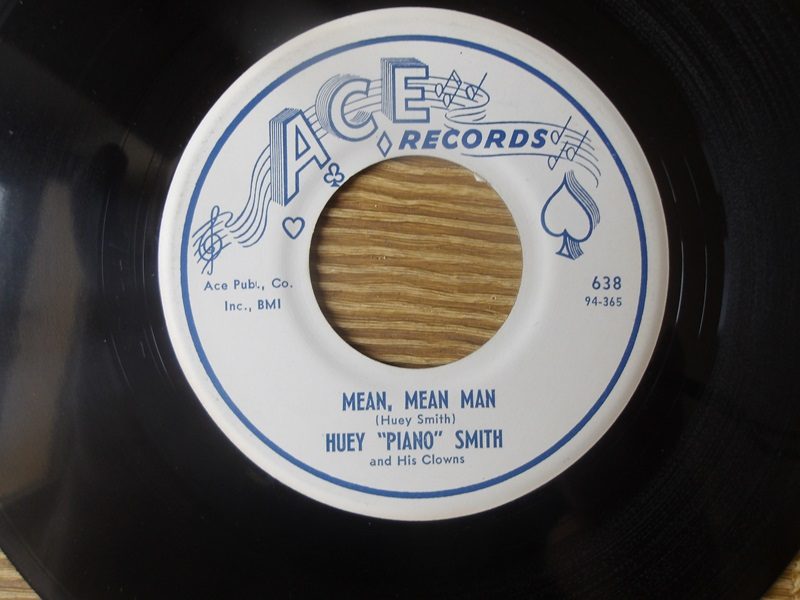 ACE
RECORDS
Ace Publ., Co.
Inc., BMI
638
94-365
MEAN, MEAN MAN
(Huey Smith)
HUEY "PIANO" SMITH
and His Clowns